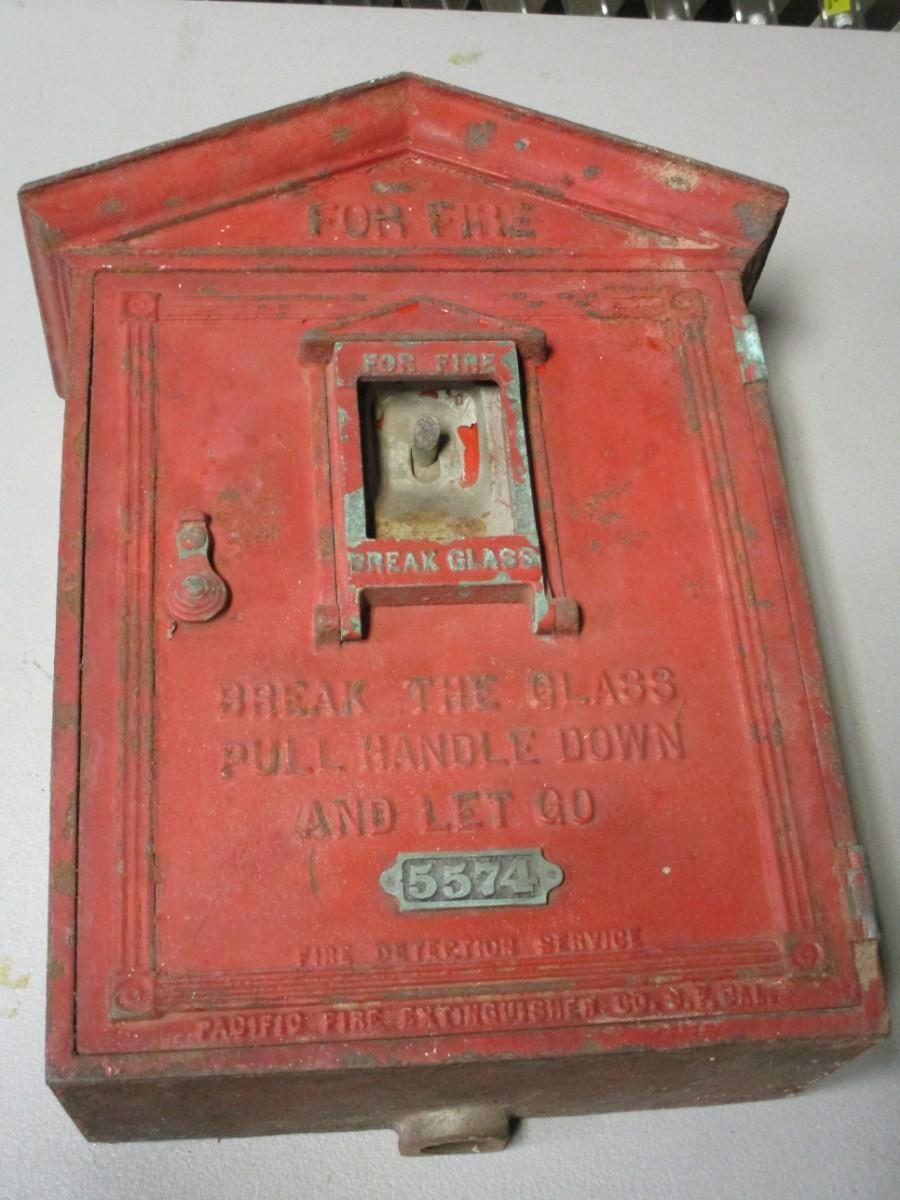 FOR FIRE
FOR FIRE
BREAK GLASS
BREAK THE GLASS
PULL HANDLE DOWN
AND LET GO
5574
FIRE DETECTION SERVICE
PACIFIC FIRE EXTINGUISHER CO. S.F. CAL.